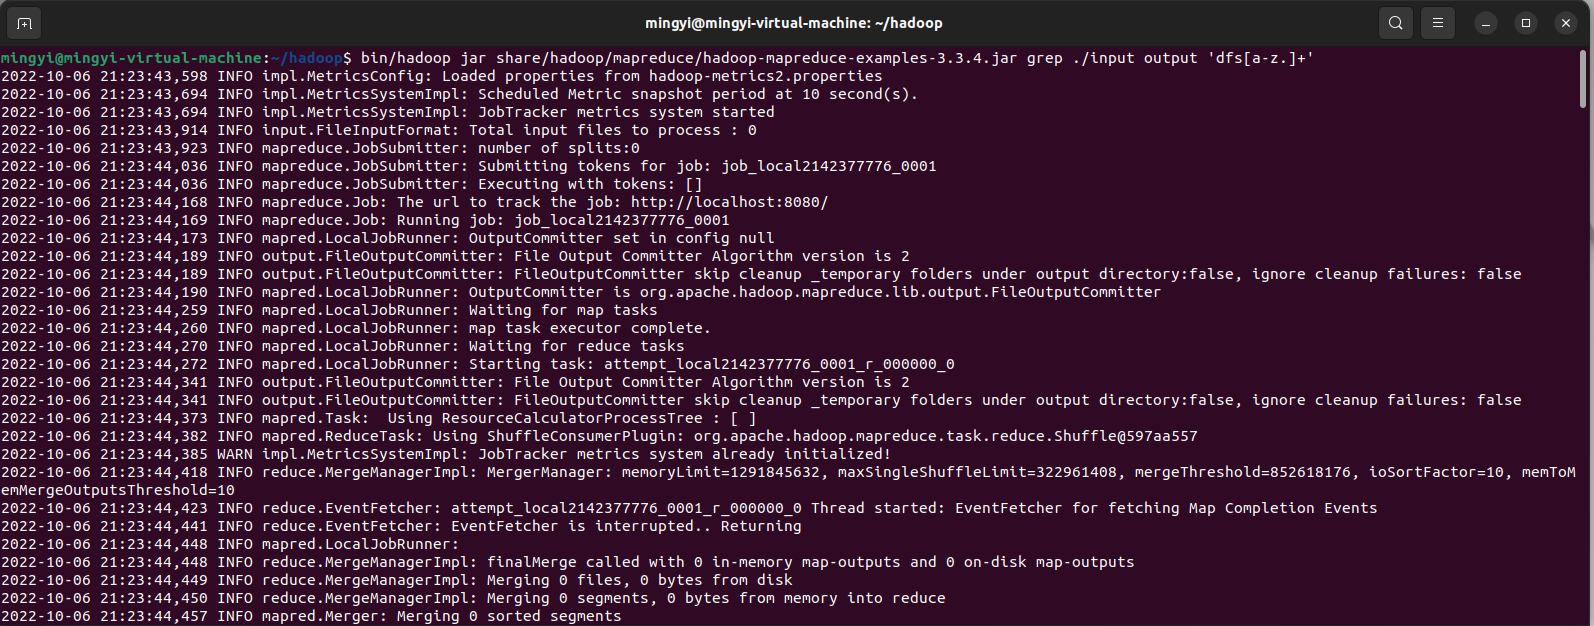 mingyi@mingyi-virtual-machine: ~/hadoop
mingyi@mingyi-virtual-machine:~/hadoop$ bin/hadoop jar share/hadoop/mapreduce/hadoop-mapreduce-examples-3.3.4.jar grep ./input output 'dfs[a-z.]+'
2022-10-06 21:23:43,598 INFO impl.MetricsConfig: Loaded properties from hadoop-metrics2.properties
2022-10-06 21:23:43,694 INFO impl.MetricsSystemImpl: Scheduled Metric snapshot period at 10 second(s).
2022-10-06 21:23:43,694 INFO impl.MetricsSystemImpl: JobTracker metrics system started
2022-10-06 21:23:43,914 INFO input.FileInputFormat: Total input files to process : 0
2022-10-06 21:23:43,923 INFO mapreduce.JobSubmitter: number of splits:0
2022-10-06 21:23:44,036 INFO mapreduce.JobSubmitter: Submitting tokens for job: job_local2142377776_0001
2022-10-06 21:23:44,036 INFO mapreduce.JobSubmitter: Executing with tokens: []
2022-10-06 21:23:44,168 INFO mapreduce.Job: The url to track the job: http://localhost:8080/
2022-10-06 21:23:44,169 INFO mapreduce.Job: Running job: job_local2142377776_0001
2022-10-06 21:23:44,173 INFO mapred.LocalJobRunner: OutputCommitter set in config null
2022-10-06 21:23:44,189 INFO output.FileOutputCommitter: File Output Committer Algorithm version is 2
2022-10-06 21:23:44,189 INFO output.FileOutputCommitter: FileOutputCommitter skip cleanup _temporary folders under output directory:false, ignore cleanup failures: false
2022-10-06 21:23:44,190 INFO mapred.LocalJobRunner: OutputCommitter is org.apache.hadoop.mapreduce.lib.output.FileOutputCommitter
2022-10-06 21:23:44,259 INFO mapred.LocalJobRunner: Waiting for map tasks
2022-10-06 21:23:44,260 INFO mapred.LocalJobRunner: map task executor complete.
2022-10-06 21:23:44,270 INFO mapred.LocalJobRunner: Waiting for reduce tasks
2022-10-06 21:23:44,272 INFO mapred.LocalJobRunner: Starting task: attempt_local2142377776_0001_r_000000_0
2022-10-06 21:23:44,341 INFO output.FileOutputCommitter: File Output Committer Algorithm version is 2
2022-10-06 21:23:44,341 INFO output.FileOutputCommitter: FileOutputCommitter skip cleanup _temporary folders under output directory:false, ignore cleanup failures: false
2022-10-06 21:23:44,373 INFO mapred.Task:  Using ResourceCalculatorProcessTree : [ ]
2022-10-06 21:23:44,382 INFO mapred.ReduceTask: Using ShuffleConsumerPlugin: org.apache.hadoop.mapreduce.task.reduce.Shuffle@597aa557
2022-10-06 21:23:44,385 WARN impl.MetricsSystemImpl: JobTracker metrics system already initialized!
2022-10-06 21:23:44,418 INFO reduce.MergeManagerImpl: MergerManager: memoryLimit=1291845632, maxSingleShuffleLimit=322961408, mergeThreshold=852618176, ioSortFactor=10, memToM
emMergeOutputsThreshold=10
2022-10-06 21:23:44,423 INFO reduce.EventFetcher: attempt_local2142377776_0001_r_000000_0 Thread started: EventFetcher for fetching Map Completion Events
2022-10-06 21:23:44,441 INFO reduce.EventFetcher: EventFetcher is interrupted.. Returning
2022-10-06 21:23:44,448 INFO mapred.LocalJobRunner:
2022-10-06 21:23:44,448 INFO reduce.MergeManagerImpl: finalMerge called with 0 in-memory map-outputs and 0 on-disk map-outputs
2022-10-06 21:23:44,449 INFO reduce.MergeManagerImpl: Merging 0 files, 0 bytes from disk
2022-10-06 21:23:44,450 INFO reduce.MergeManagerImpl: Merging 0 segments, 0 bytes from memory into reduce
2022-10-06 21:23:44,457 INFO mapred.Merger: Merging 0 sorted segments